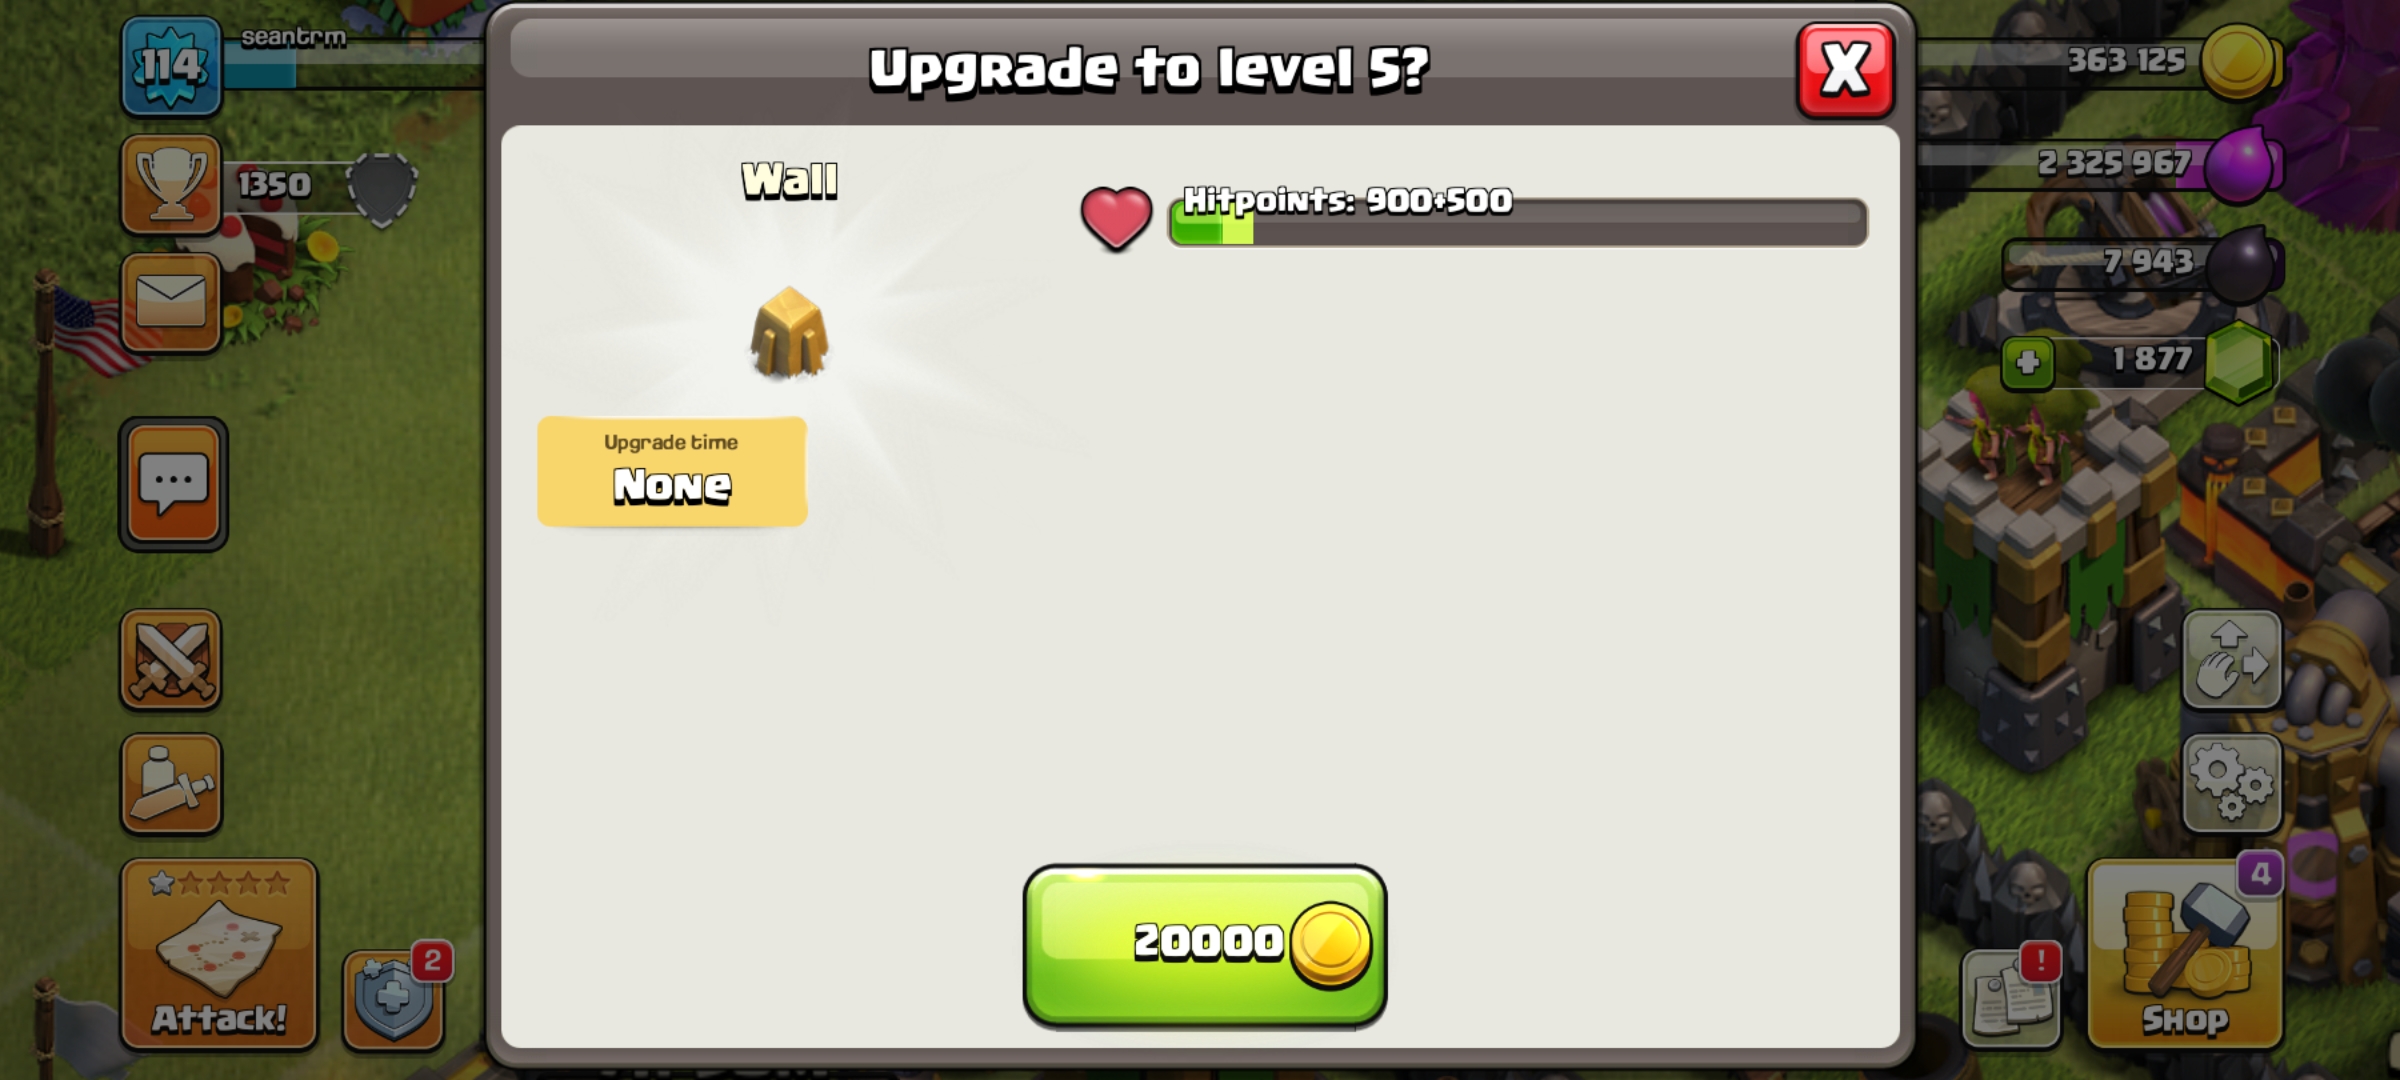 114
seantrm
Upgrade to level 5?
X
363 125
1350
Wall
Hitpoints: 900+500
2 325 967
7 943
1 877
Upgrade time
None
20000
Attack!
2
!
4
Shop